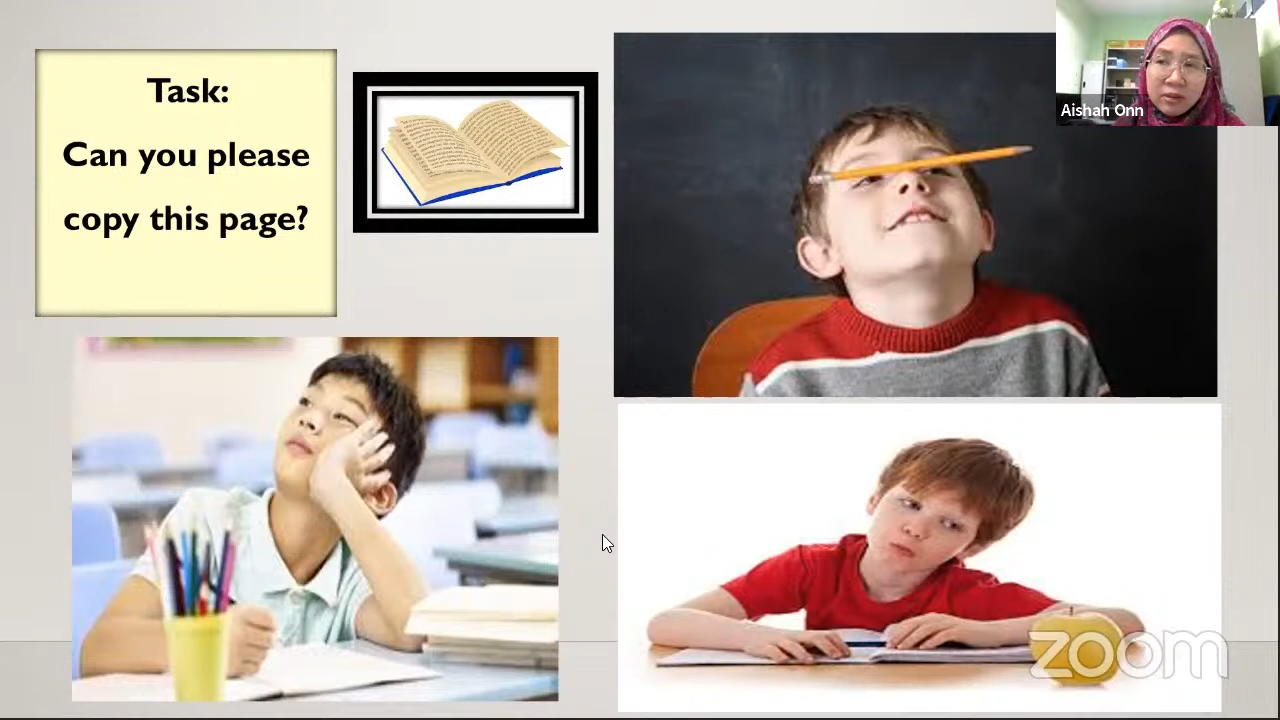 Task:
Can you please
copy this page?
Aishah Onn
zoom